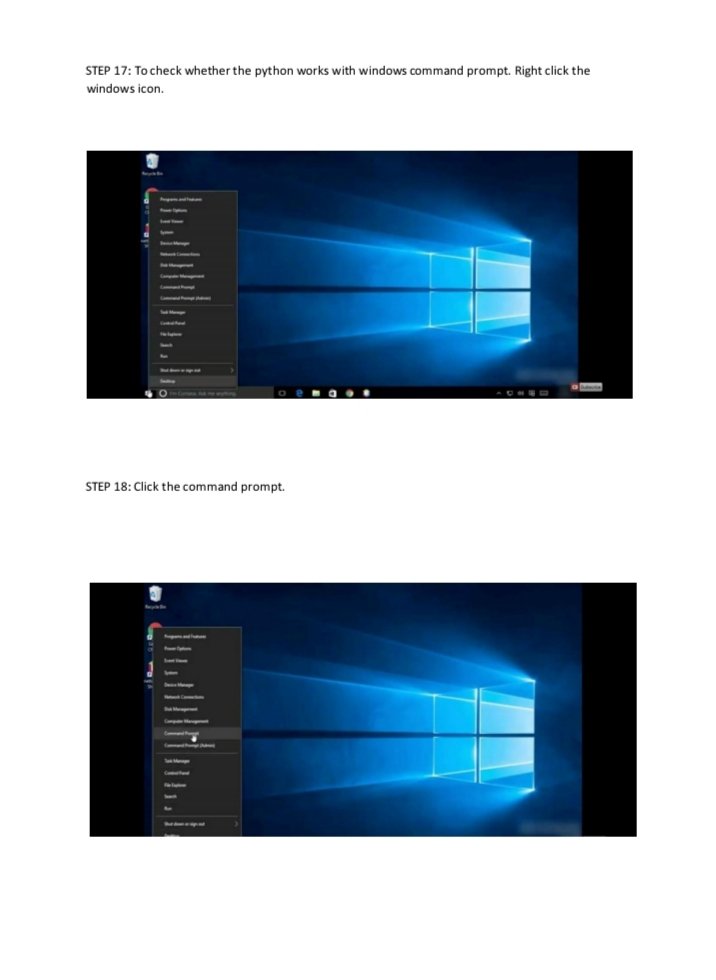 STEP 17: To check whether the python works with windows command prompt. Right click the
windows icon.
Recycle Bin
Programs and Features
Power Options
Event Viewer
System
Device Manager
Network Connections
Disk Management
Computer Management
Command Prompt
Command Prompt (Admin)
Task Manager
Control Panel
File Explorer
Search
Run
Shut down or sign out
Desktop
I'm Cortana. Ask me anything.
Subscribe
STEP 18: Click the command prompt.
Recycle Bin
Programs and Features
Power Options
Event Viewer
System
Device Manager
Network Connections
Disk Management
Computer Management
Command Prompt
Command Prompt (Admin)
Task Manager
Control Panel
File Explorer
Search
Run
Shut down or sign out
Desktop